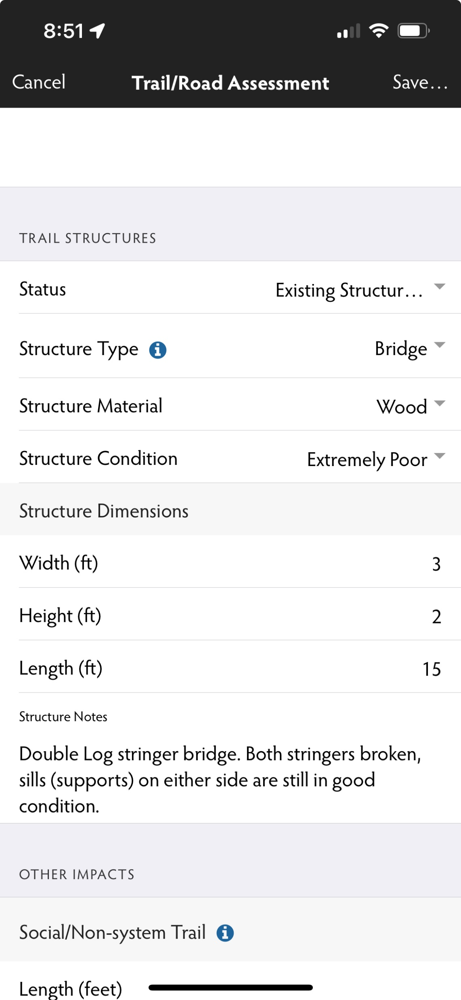 8:51
Cancel Trail/Road Assessment Save...
TRAIL STRUCTURES
Status Existing Structur...
Structure Type Bridge
Structure Material Wood
Structure Condition Extremely Poor
Structure Dimensions
Width (ft) 3
Height (ft) 2
Length (ft) 15
Structure Notes
Double Log stringer bridge. Both stringers broken,
sills (supports) on either side are still in good
condition.
OTHER IMPACTS
Social/Non-system Trail
Length (feet)